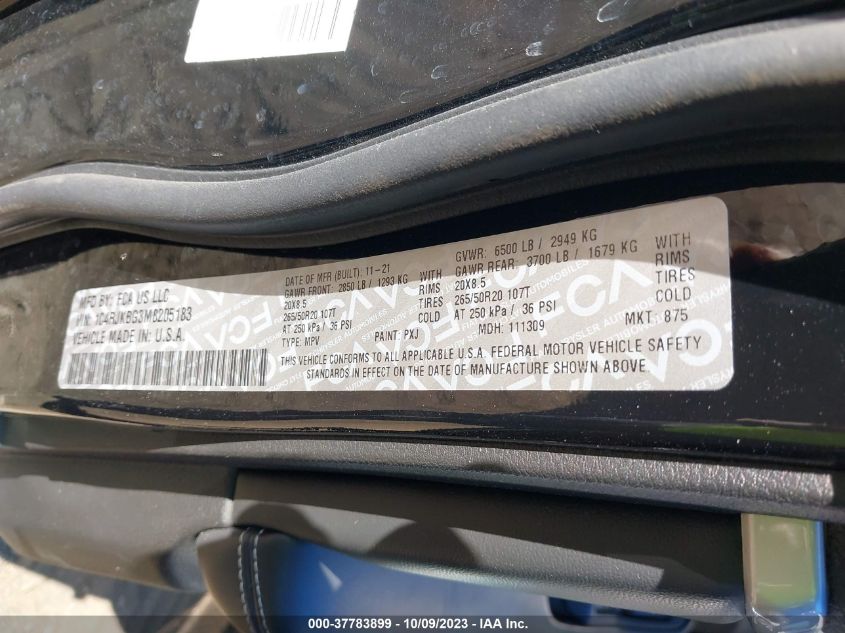 MFD BY: FCA US LLC
DATE OF MFR (BUILT): 11-21
GVWR: 6500 LB / 2949 KG
GAWR FRONT: 2850 LB / 1293 KG WITH
GAWR REAR: 3700 LB / 1679 KG WITH
20X8.5 RIMS
20X8.5 RIMS
265/50R20 107T TIRES
265/50R20 107T TIRES
AT 250 kPa / 36 PSI COLD
AT 250 kPa / 36 PSI COLD
VIN: 1C4RJKBG3M8205183
VEHICLE MADE IN: U.S.A.
TYPE: MPV
PAINT: PXJ
MDH: 111309
MKT: 875
THIS VEHICLE CONFORMS TO ALL APPLICABLE U.S.A. FEDERAL MOTOR VEHICLE SAFETY
STANDARDS IN EFFECT ON THE DATE OF MANUFACTURE SHOWN ABOVE.
000-37783899 - 10/09/2023 - IAA Inc.